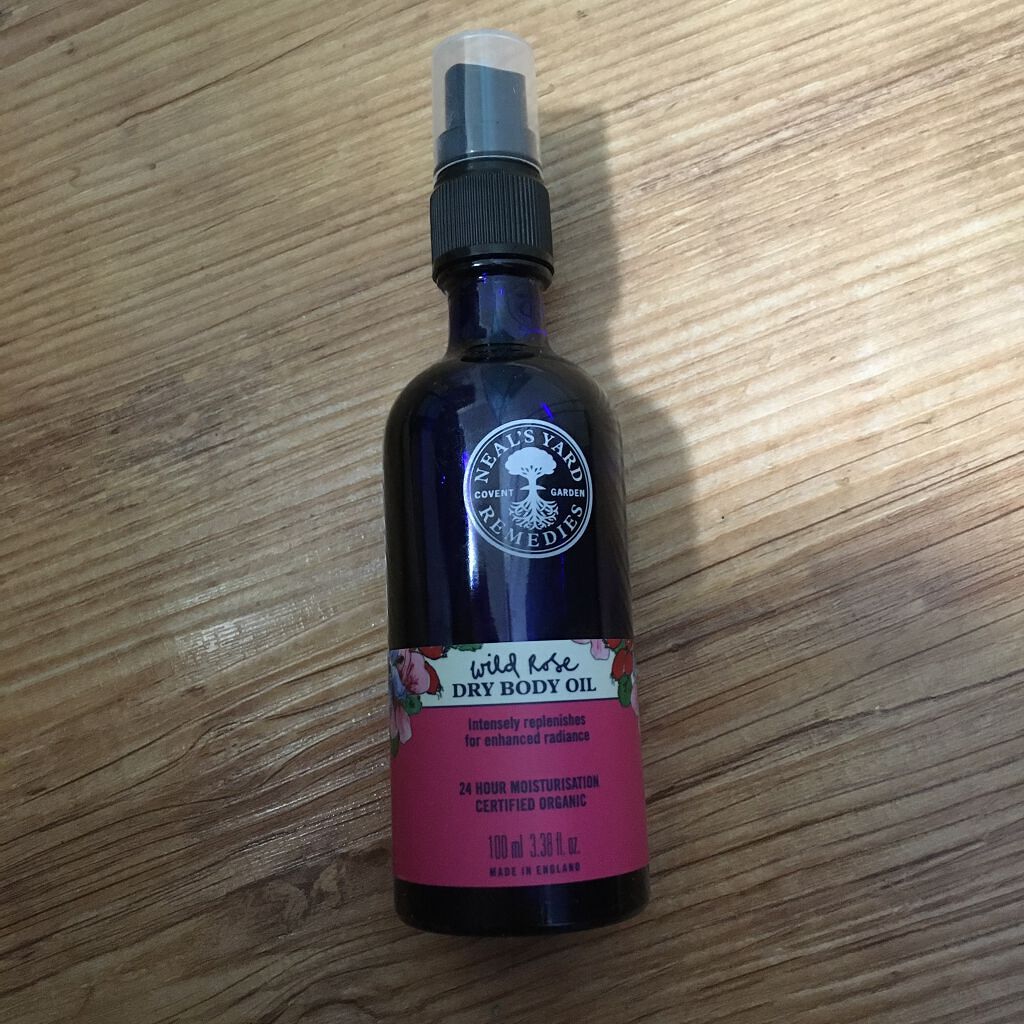 NEAL'S YARD
COVENT GARDEN
REMEDIES
Wild Rose
DRY BODY OIL
Intensely replenishes
for enhanced radiance
24 HOUR MOISTURISATION
CERTIFIED ORGANIC
100 ml 3.38 fl. oz.
MADE IN ENGLAND